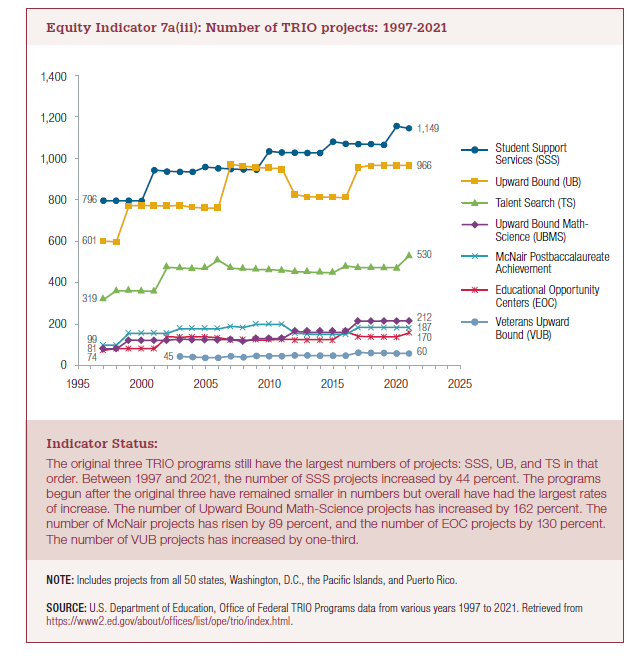 Equity Indicator 7a(iii): Number of TRIO projects: 1997-2021
1,400
1,200
1,000
800
600
400
200
0
1995
2000
2005
2010
2015
2020
2025
796
601
319
99
81
74
45
1,149
966
530
212
187
170
60
Student Support
Services (SSS)
Upward Bound (UB)
Talent Search (TS)
Upward Bound Math-
Science (UBMS)
McNair Postbaccalaureate
Achievement
Educational Opportunity
Centers (EOC)
Veterans Upward
Bound (VUB)
Indicator Status:
The original three TRIO programs still have the largest numbers of projects: SSS, UB, and TS in that
order. Between 1997 and 2021, the number of SSS projects increased by 44 percent. The programs
begun after the original three have remained smaller in numbers but overall have had the largest rates
of increase. The number of Upward Bound Math-Science projects has increased by 162 percent. The
number of McNair projects has risen by 89 percent, and the number of EOC projects by 130 percent.
The number of VUB projects has increased by one-third.
NOTE: Includes projects from all 50 states, Washington, D.C., the Pacific Islands, and Puerto Rico.
SOURCE: U.S. Department of Education, Office of Federal TRIO Programs data from various years 1997 to 2021. Retrieved from
https://www2.ed.gov/about/offices/list/ope/trio/index.html.